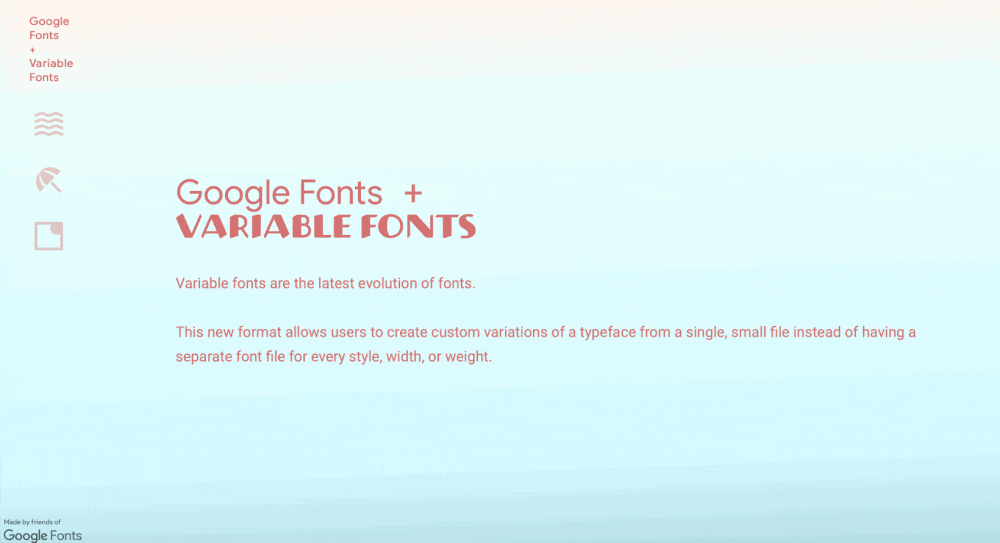 Google
Fonts
+
Variable
Fonts
Google Fonts +
VARIABLE FONTS
Variable fonts are the latest evolution of fonts.
This new format allows users to create custom variations of a typeface from a single, small file instead of having a
separate font file for every style, width, or weight.
Made by friends of
Google Fonts